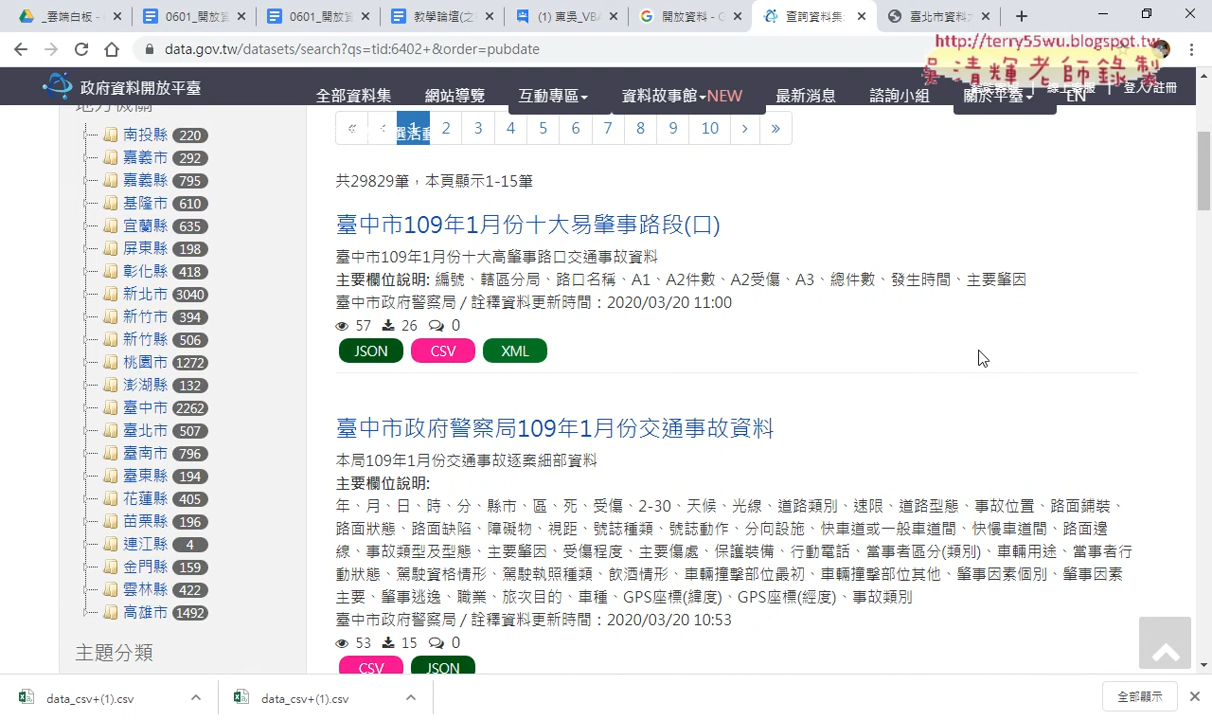 _雲端白板 -
0601_開放資
0601_開放資
教學論壇(之
(1) 東吳_VBA
開放資料 - G
查詢資料集
臺北市資料
data.gov.tw/datasets/search?qs=tid:6402+&order=pubdate
http://terry55wu.blogspot.tw
吳清輝老師錄製
政府資料開放平臺
全部資料集
網站導覽
互動專區
資料故事館 NEW
最新消息
諮詢小組
關於平臺
EN
登入/註冊
地方機關
南投縣 220
嘉義市 292
嘉義縣 795
基隆市 610
宜蘭縣 635
屏東縣 198
彰化縣 418
新北市 3040
新竹市 394
新竹縣 506
桃園市 1272
澎湖縣 132
臺中市 2262
臺北市 507
臺南市 796
臺東縣 194
花蓮縣 405
苗栗縣 196
連江縣 4
金門縣 159
雲林縣 422
高雄市 1492
主題分類
« ‹ 1 2 3 4 5 6 7 8 9 10 › »
共29829筆，本頁顯示1-15筆
臺中市109年1月份十大易肇事路段(口)
臺中市109年1月份十大高肇事路口交通事故資料
主要欄位說明: 編號、轄區分局、路口名稱、A1、A2件數、A2受傷、A3、總件數、發生時間、主要肇因
臺中市政府警察局 / 詮釋資料更新時間：2020/03/20 11:00
57 26 0
JSON CSV XML
臺中市政府警察局109年1月份交通事故資料
本局109年1月份交通事故逐案細部資料
主要欄位說明:
年、月、日、時、分、縣市、區、死、受傷、2-30、天候、光線、道路類別、速限、道路型態、事故位置、路面鋪裝、
路面狀態、路面缺陷、障礙物、視距、號誌種類、號誌動作、分向設施、快車道或一般車道間、快慢車道間、路面邊
線、事故類型及型態、主要肇因、受傷程度、主要傷處、保護裝備、行動電話、當事者區分(類別)、車輛用途、當事者行
動狀態、駕駛資格情形、駕駛執照種類、飲酒情形、車輛撞擊部位最初、車輛撞擊部位其他、肇事因素個別、肇事因素
主要、肇事逃逸、職業、旅次目的、車種、GPS座標(緯度)、GPS座標(經度)、事故類別
臺中市政府警察局 / 詮釋資料更新時間：2020/03/20 10:53
53 15 0
CSV JSON
data_csv+(1).csv
data_csv+(1).csv
全部顯示